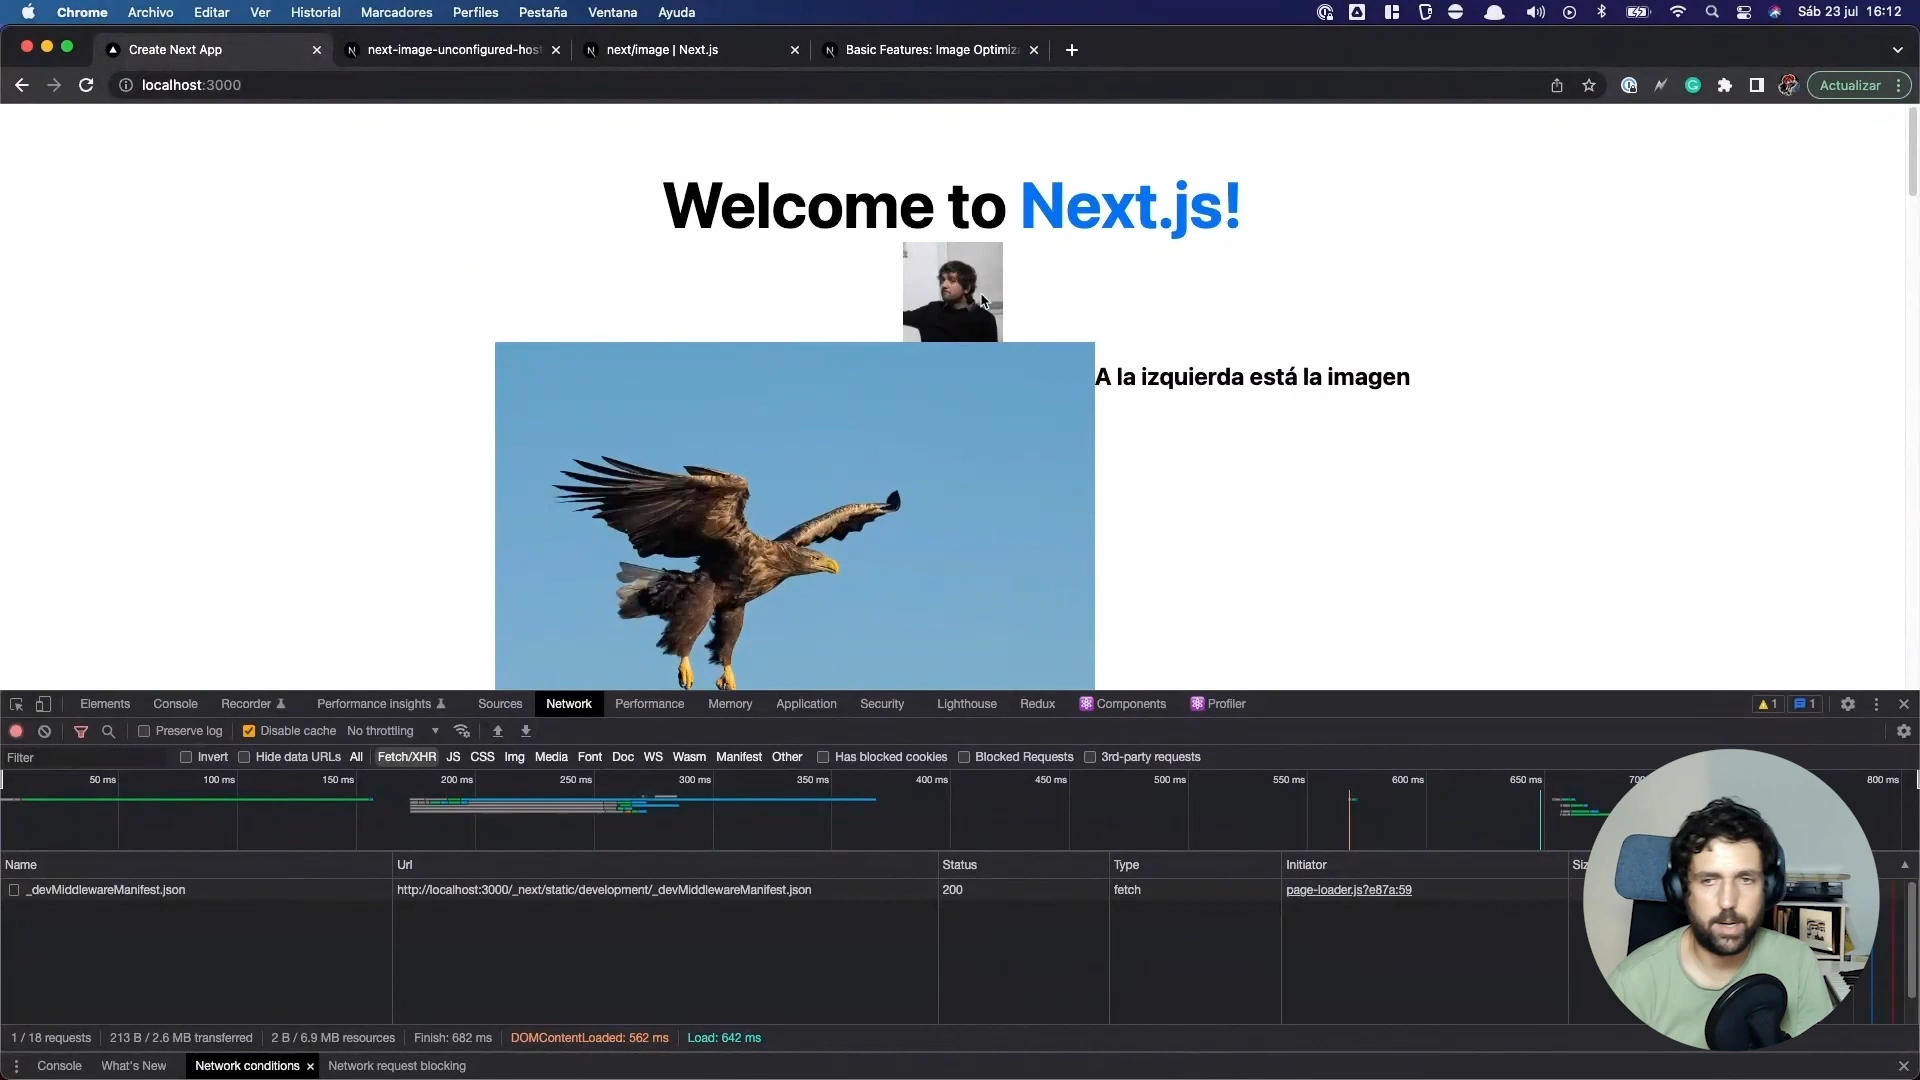 Chrome Archivo Editar Ver Historial Marcadores Perfiles Pestaña Ventana Ayuda Sáb 23 jul 16:12
Create Next App next-image-unconfigured-host next/image | Next.js Basic Features: Image Optimiz
localhost:3000 Actualizar
Welcome to Next.js!
A la izquierda está la imagen
Elements Console Recorder Performance insights Sources Network Performance Memory Application Security Lighthouse Redux Components Profiler 1 1
Preserve log Disable cache No throttling
Filter Invert Hide data URLs All Fetch/XHR JS CSS Img Media Font Doc WS Wasm Manifest Other Has blocked cookies Blocked Requests 3rd-party requests
50 ms 100 ms 150 ms 200 ms 250 ms 300 ms 350 ms 400 ms 450 ms 500 ms 550 ms 600 ms 650 ms 700 800 ms
Name Url Status Type Initiator Siz
_devMiddlewareManifest.json http://localhost:3000/_next/static/development/_devMiddlewareManifest.json 200 fetch page-loader.js?e87a:59
1 / 18 requests 213 B / 2.6 MB transferred 2 B / 6.9 MB resources Finish: 682 ms DOMContentLoaded: 562 ms Load: 642 ms
Console What's New Network conditions Network request blocking